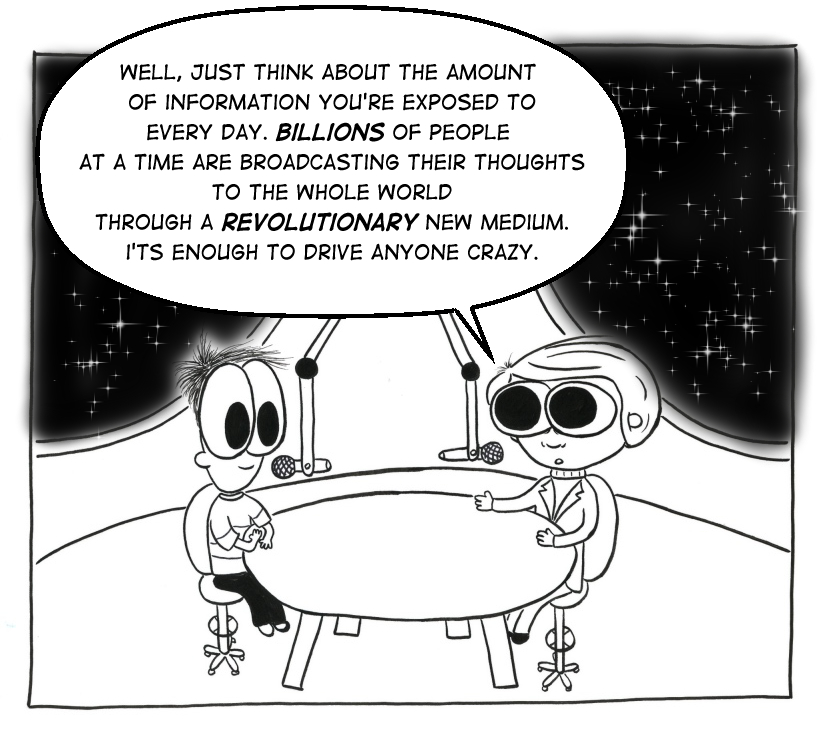 WELL, JUST THINK ABOUT THE AMOUNT
OF INFORMATION YOU'RE EXPOSED TO
EVERY DAY. BILLIONS OF PEOPLE
AT A TIME ARE BROADCASTING THEIR THOUGHTS
TO THE WHOLE WORLD
THROUGH A REVOLUTIONARY NEW MEDIUM.
I'TS ENOUGH TO DRIVE ANYONE CRAZY.